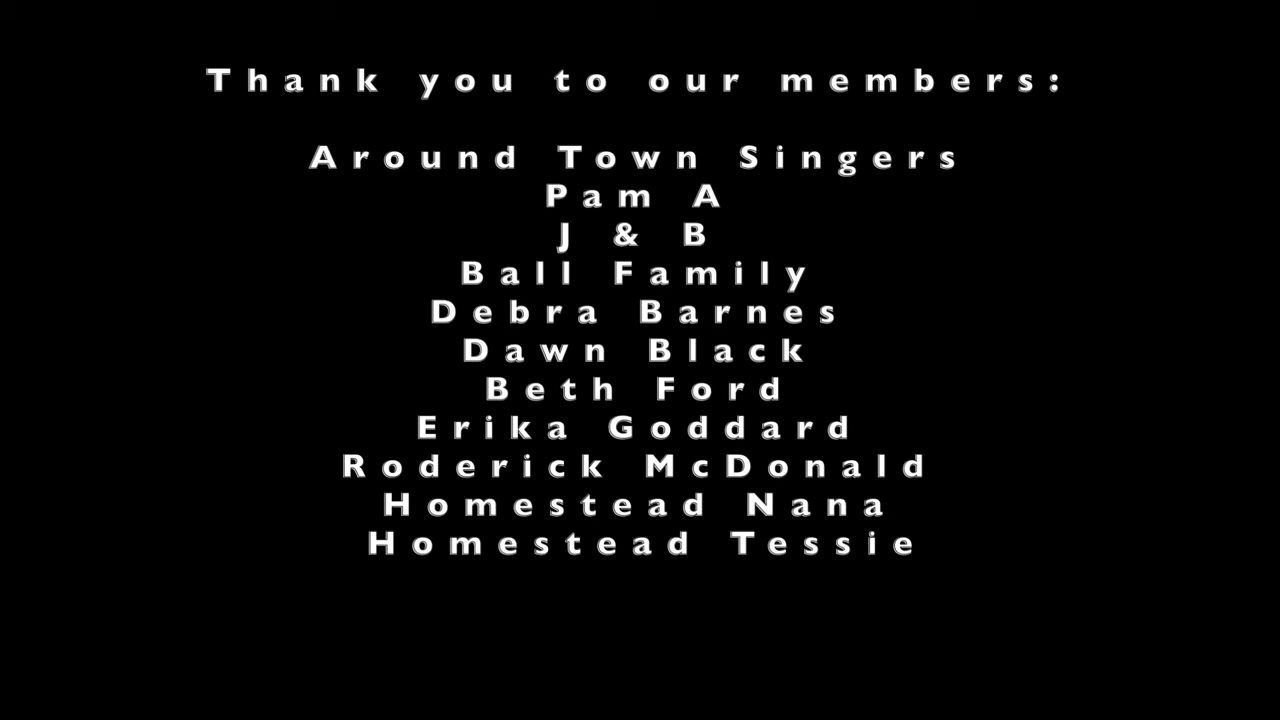 Thank you to our members:
Around Town Singers
Pam A
J & B
Ball Family
Debra Barnes
Dawn Black
Beth Ford
Erika Goddard
Roderick McDonald
Homestead Nana
Homestead Tessie